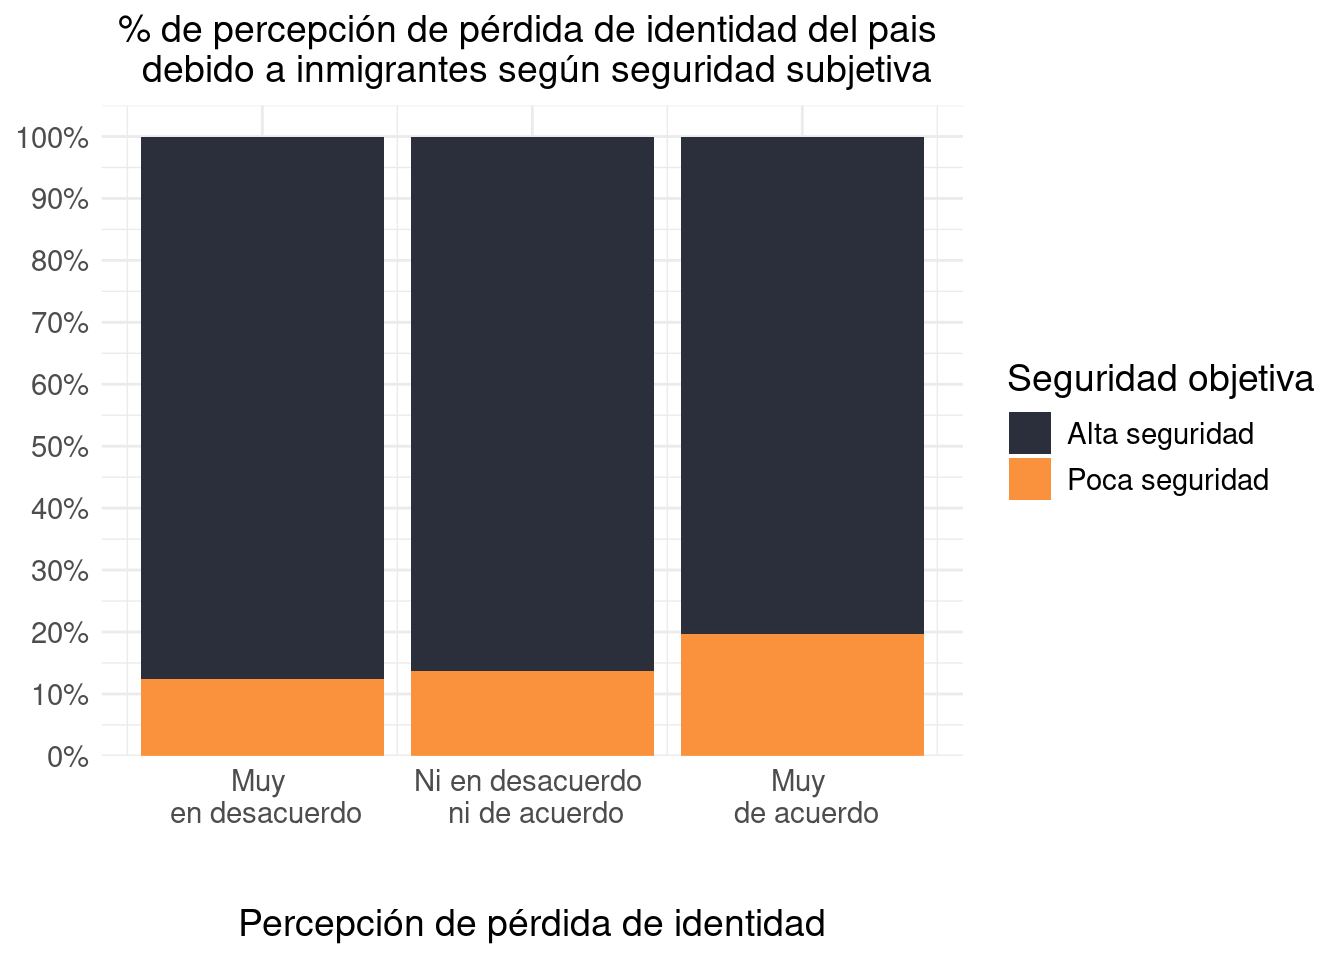 % de percepción de pérdida de identidad del pais
debido a inmigrantes según seguridad subjetiva
100%
90%
80%
70%
60%
50%
40%
30%
20%
10%
0%
Muy
en desacuerdo
Ni en desacuerdo
ni de acuerdo
Muy
de acuerdo
Percepción de pérdida de identidad
Seguridad objetiva
Alta seguridad
Poca seguridad